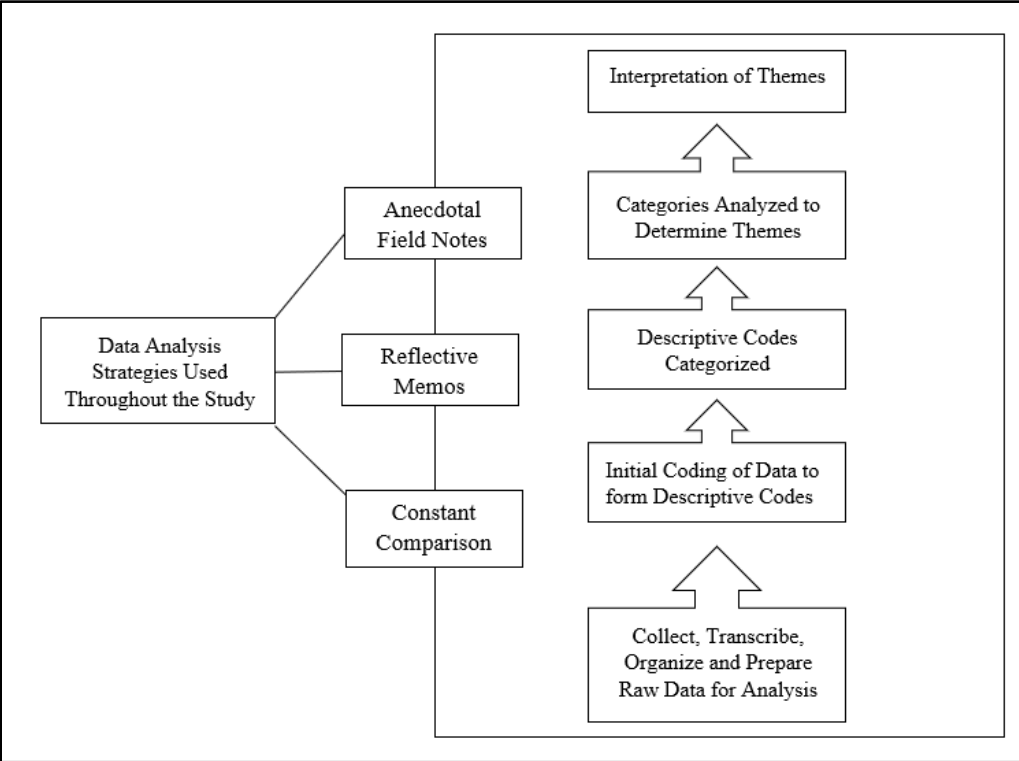 Interpretation of Themes
Categories Analyzed to
Determine Themes
Descriptive Codes
Categorized
Initial Coding of Data to
form Descriptive Codes
Collect, Transcribe,
Organize and Prepare
Raw Data for Analysis
Anecdotal
Field Notes
Reflective
Memos
Constant
Comparison
Data Analysis
Strategies Used
Throughout the Study